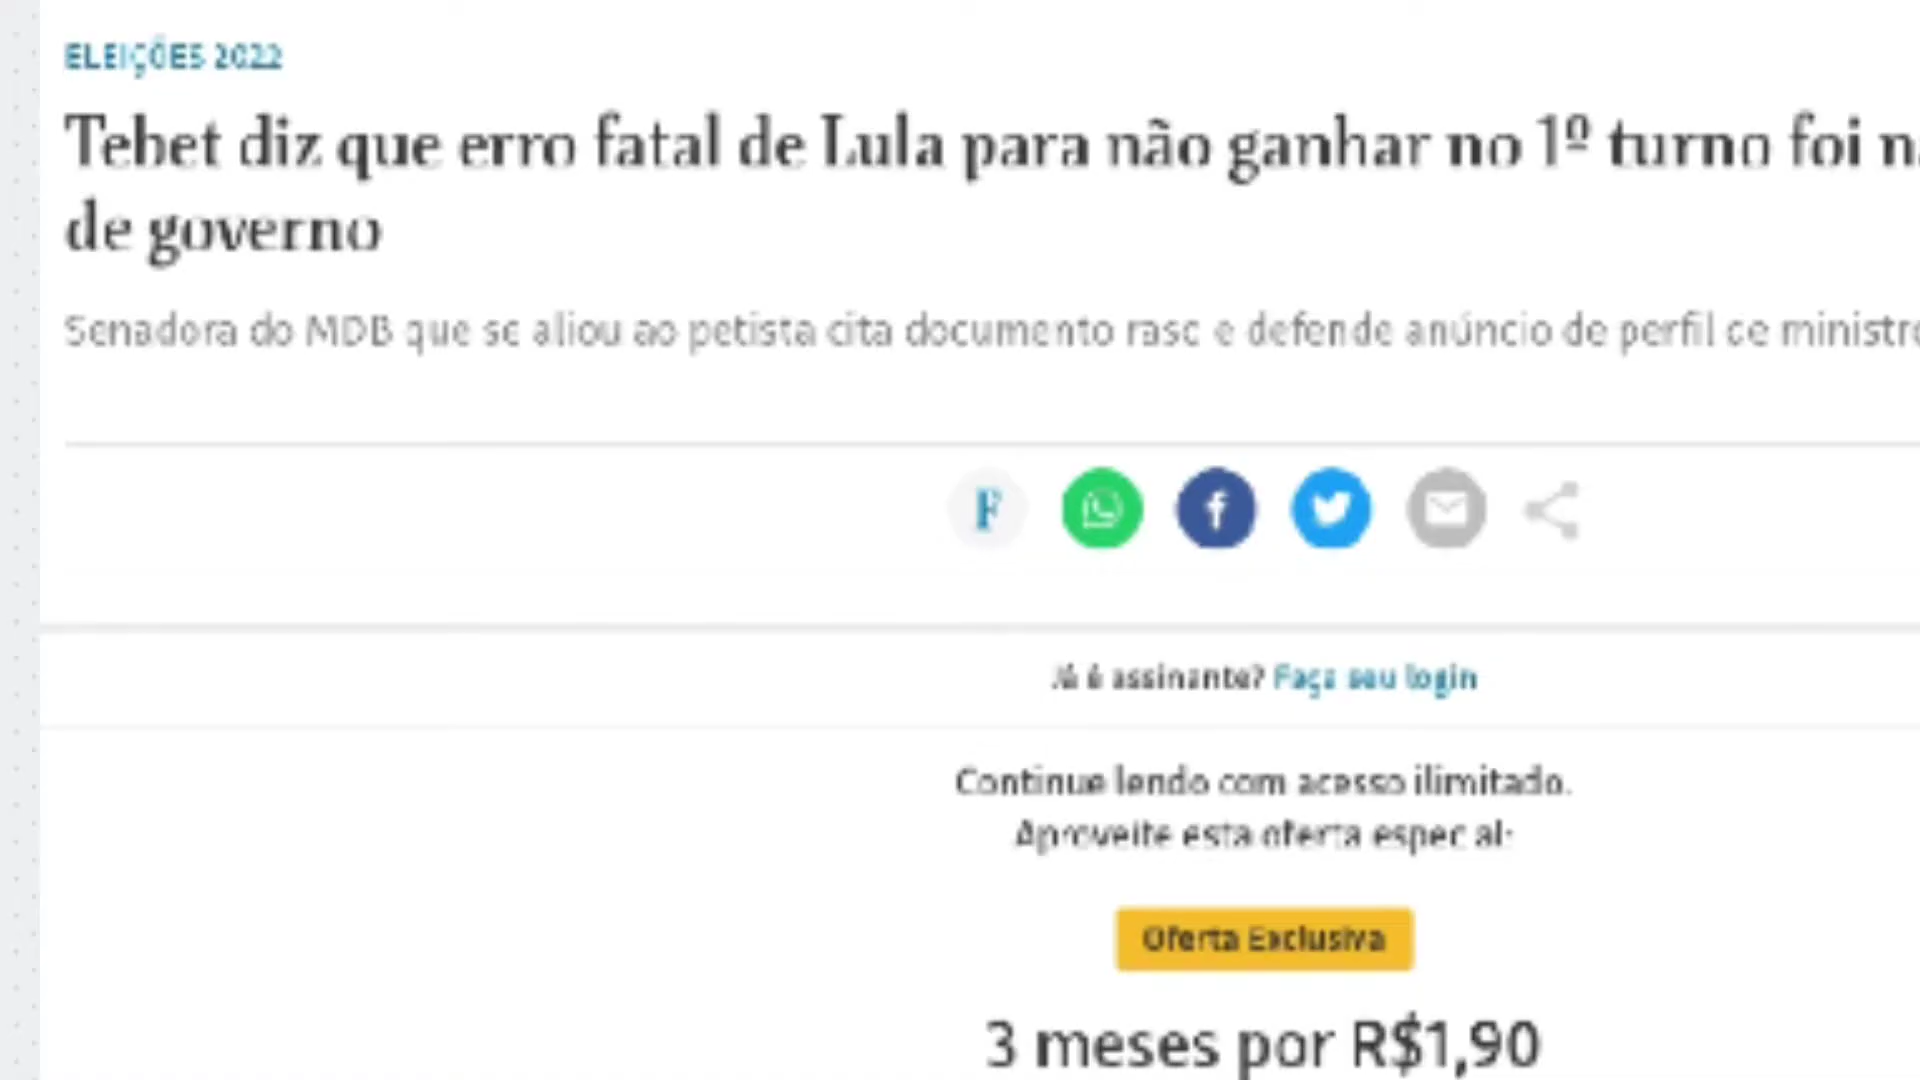 ELEIÇÕES 2022
Tebet diz que erro fatal de Lula para não ganhar no 1º turno foi
de governo
Senadora do MDB que se aliou ao petista cita documento raso e defende anúncio de perfil de
F
Já é assinante? Faça seu login
Continue lendo com acesso ilimitado.
Aproveite esta oferta especial:
Oferta Exclusiva
3 meses por R$1,90